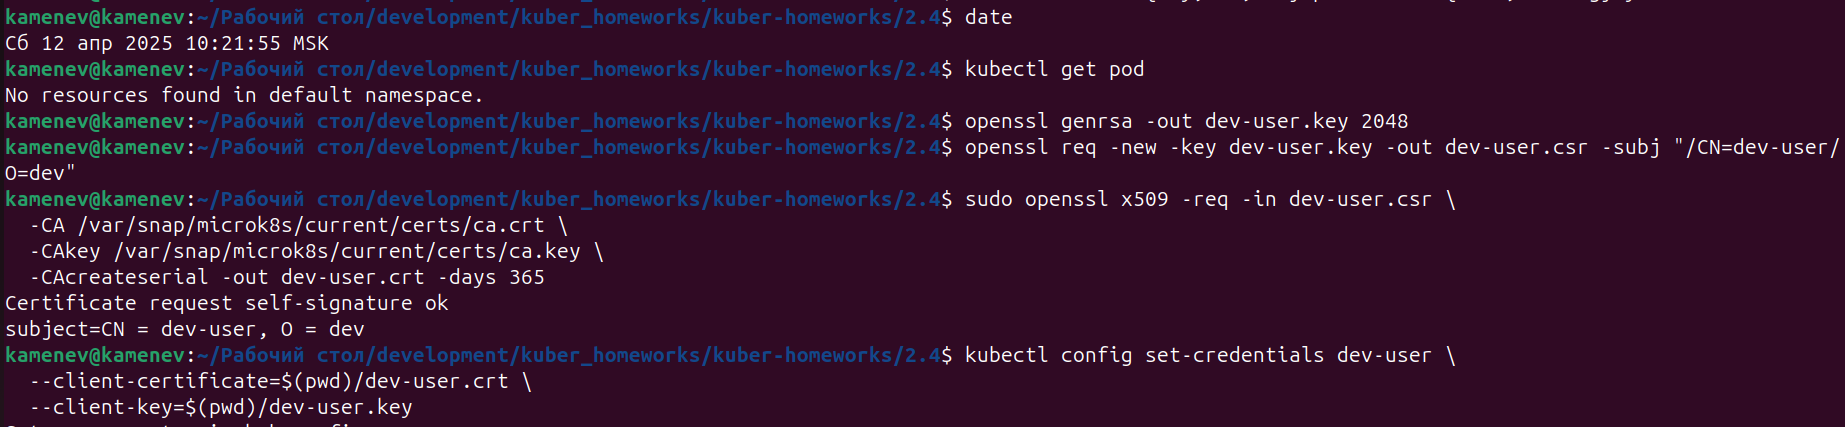 kamenev@kamenev:~/Рабочий стол/development/kuber_homeworks/kuber-homeworks/2.4$ date
Сб 12 апр 2025 10:21:55 MSK
kamenev@kamenev:~/Рабочий стол/development/kuber_homeworks/kuber-homeworks/2.4$ kubectl get pod
No resources found in default namespace.
kamenev@kamenev:~/Рабочий стол/development/kuber_homeworks/kuber-homeworks/2.4$ openssl genrsa -out dev-user.key 2048
kamenev@kamenev:~/Рабочий стол/development/kuber_homeworks/kuber-homeworks/2.4$ openssl req -new -key dev-user.key -out dev-user.csr -subj "/CN=dev-user/
O=dev"
kamenev@kamenev:~/Рабочий стол/development/kuber_homeworks/kuber-homeworks/2.4$ sudo openssl x509 -req -in dev-user.csr \
  -CA /var/snap/microk8s/current/certs/ca.crt \
  -CAkey /var/snap/microk8s/current/certs/ca.key \
  -CAcreateserial -out dev-user.crt -days 365
Certificate request self-signature ok
subject=CN = dev-user, O = dev
kamenev@kamenev:~/Рабочий стол/development/kuber_homeworks/kuber-homeworks/2.4$ kubectl config set-credentials dev-user \
  --client-certificate=$(pwd)/dev-user.crt \
  --client-key=$(pwd)/dev-user.key